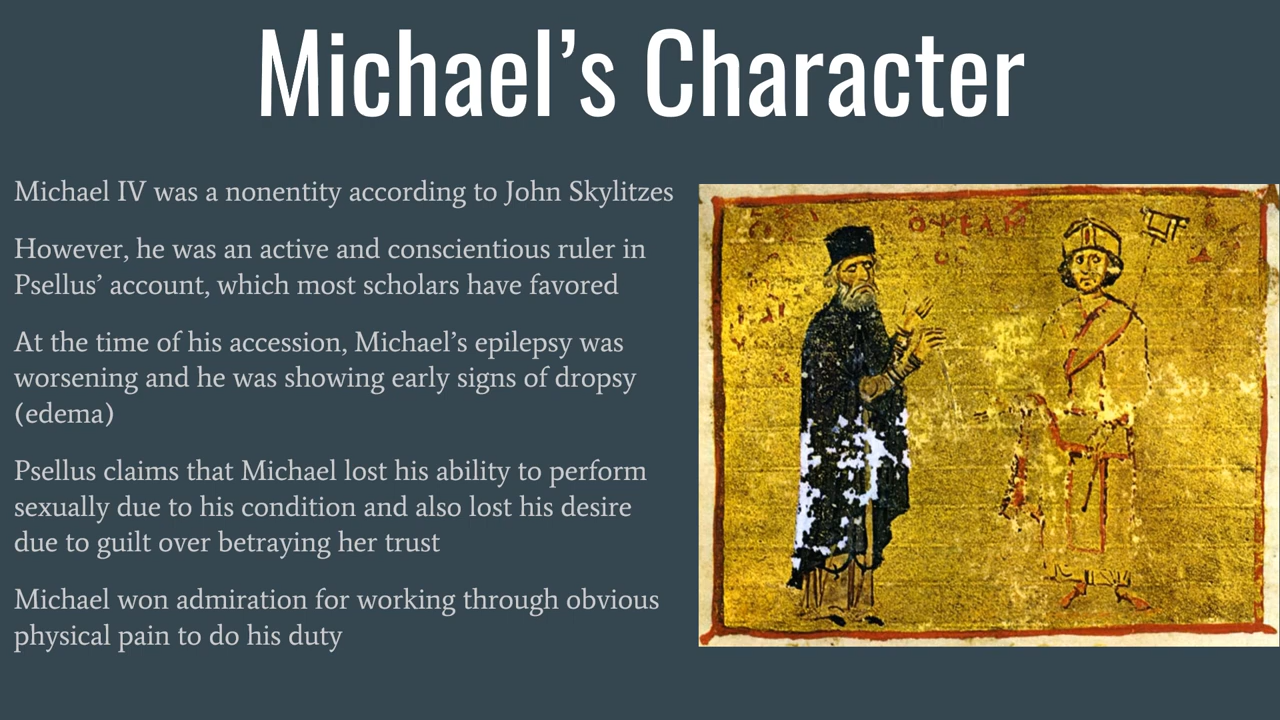 Michael’s Character
Michael IV was a nonentity according to John Skylitzes
However, he was an active and conscientious ruler in
Psellus’ account, which most scholars have favored
At the time of his accession, Michael’s epilepsy was
worsening and he was showing early signs of dropsy
(edema)
Psellus claims that Michael lost his ability to perform
sexually due to his condition and also lost his desire
due to guilt over betraying her trust
Michael won admiration for working through obvious
physical pain to do his duty